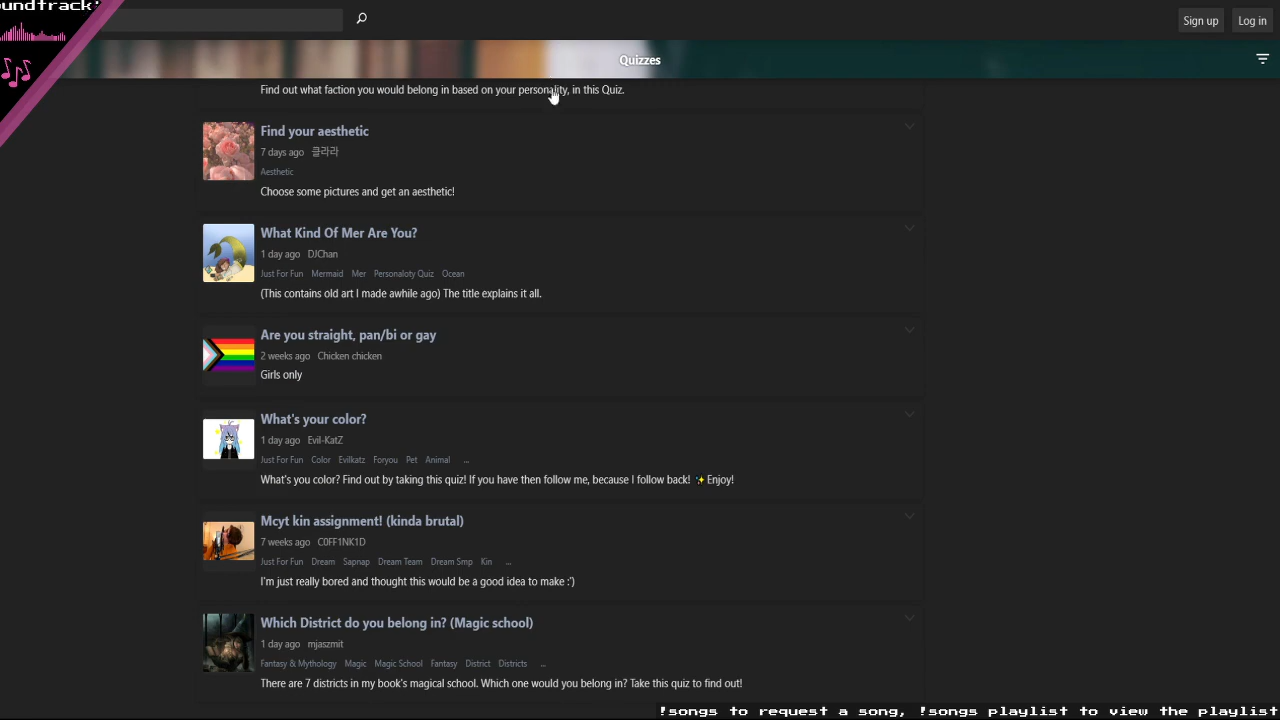 oundtrack:
Sign up
Log in
Quizzes
Find out what faction you would belong in based on your personality, in this Quiz.
Find your aesthetic
7 days ago 클라라
Aesthetic
Choose some pictures and get an aesthetic!
What Kind Of Mer Are You?
1 day ago DJChan
Just For Fun Mermaid Mer Personaloty Quiz Ocean
(This contains old art I made awhile ago) The title explains it all.
Are you straight, pan/bi or gay
2 weeks ago Chicken chicken
Girls only
What's your color?
1 day ago Evil-KatZ
Just For Fun Color Evilkatz Foryou Pet Animal ...
What's you color? Find out by taking this quiz! If you have then follow me, because I follow back! ✨Enjoy!
Mcyt kin assignment! (kinda brutal)
7 weeks ago C0FF1NK1D
Just For Fun Dream Sapnap Dream Team Dream Smp Kin ...
I'm just really bored and thought this would be a good idea to make :')
Which District do you belong in? (Magic school)
1 day ago mjaszmit
Fantasy & Mythology Magic Magic School Fantasy District Districts ...
There are 7 districts in my book's magical school. Which one would you belong in? Take this quiz to find out!
!songs to request a song, !songs playlist to view the playlist